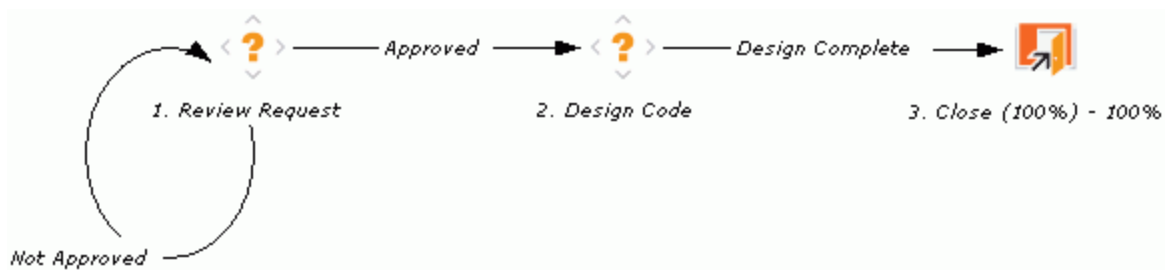 Approved
Design Complete
1. Review Request
2. Design Code
3. Close (100%) - 100%
Not Approved